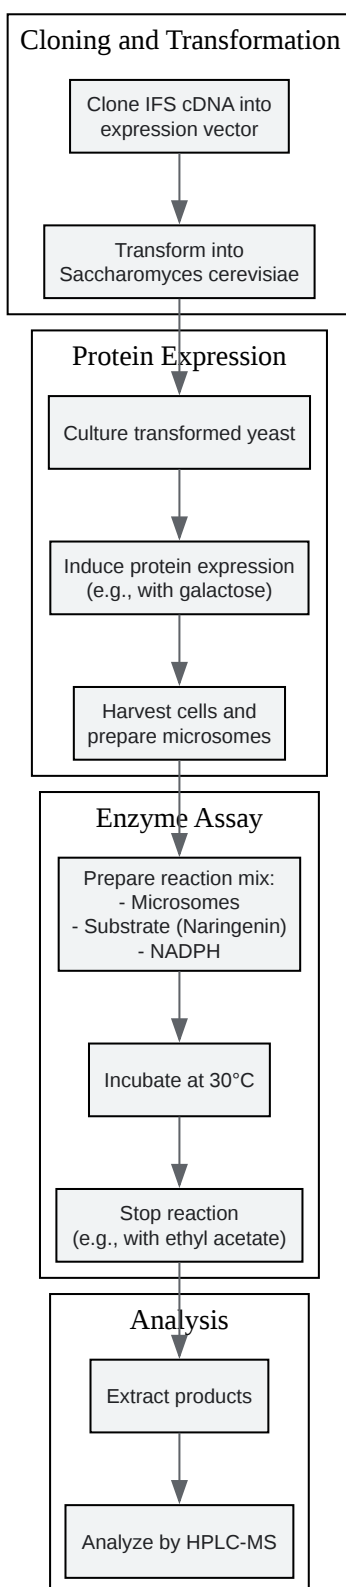 Cloning and Transformation
Clone IFS cDNA into
expression vector
Transform into
Saccharomyces cerevisiae
Protein Expression
Culture transformed yeast
Induce protein expression
(e.g., with galactose)
Harvest cells and
prepare microsomes
Enzyme Assay
Prepare reaction mix:
- Microsomes
- Substrate (Naringenin)
- NADPH
Incubate at 30°C
Stop reaction
(e.g., with ethyl acetate)
Analysis
Extract products
Analyze by HPLC-MS